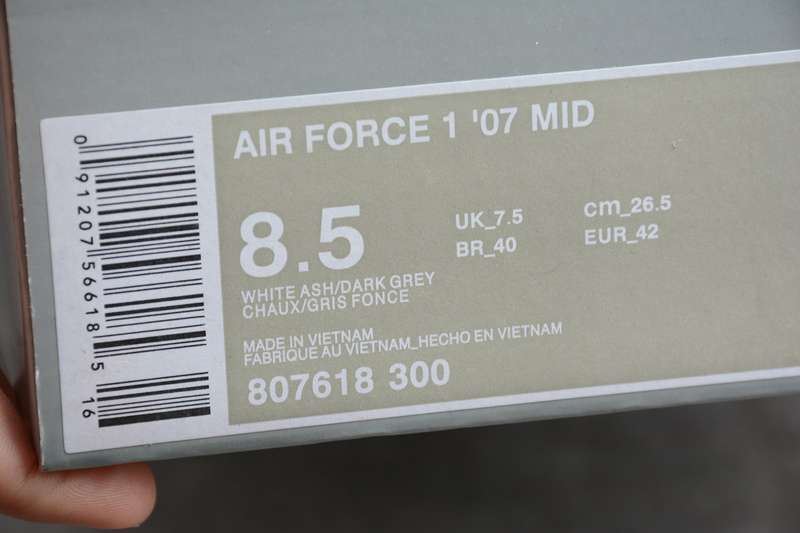 AIR FORCE 1 '07 MID
8.5
UK_7.5
cm_26.5
BR_40
EUR_42
WHITE ASH/DARK GREY
CHAUX/GRIS FONCE
MADE IN VIETNAM
FABRIQUE AU VIETNAM_HECHO EN VIETNAM
807618 300
0 91207 56618 5 16